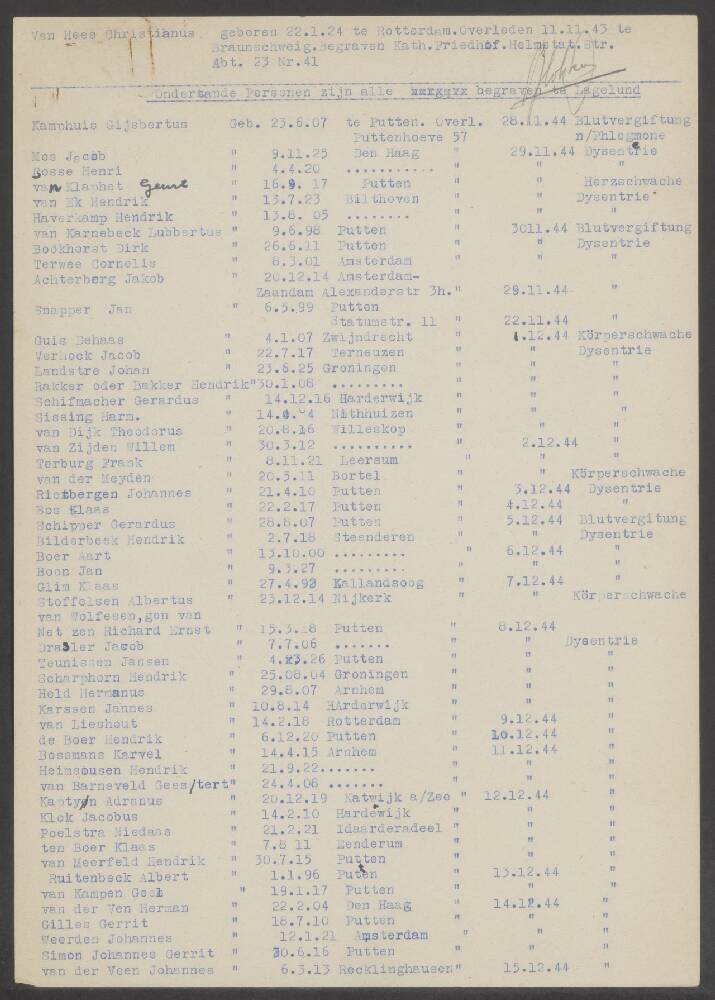 Van Hees Christianus geboren 22.1.24 te Rotterdam.Overleden 11.11.43 te
Braunschweig.Begraven Kath.Friedhof.Helmstat.Str.
Abt. 23 Nr.41
Onderstande Personen zijn alle begraven te Lagelund
Kamphuis Gijsbertus Geb. 23.6.07 te Putten. Overl. 28.11.44 Blutvergiftung
Puttenhoeve 57 n/Phlegmone
Mos Jacob " 9.11.25 Den Haag " 29.11.44 Dysentrie
Bosse Henri " 4.4.20 ........... " " "
van Klaphat Geurt " 16.9. 17 Putten " " Herzschwache
van Ek Hendrik " 13.7.23 Bilthoven " " Dysentrie
Haverkamp Hendrik " 13.8. 05 ........ " " "
van Karnebeck Lubbertus " 9.6.98 Putten " 3011.44 Blutvergiftung
Bookhorst Dirk " 26.6.11 Putten " " Dysentrie
Terwee Cornelis " 8.3.01 Amsterdam " " "
Achterberg Jakob " 20.12.14 Amsterdam-
Zaandam Alexanderstr 3h." 29.11.44 "
Snapper Jan " 6.5.99 Putten
Statumstr. 11 " 22.11.44 "
Guis Dehaas " 4.1.07 Zwijndrecht " 1.12.44 Körperschwache
Verhock Jacob " 22.7.17 Terneuzen " " Dysentrie
Landstre Johan " 23.6.25 Groningen " " "
Rakker oder Bakker Hendrik"30.1.08 ......... " " "
Schifmacher Gerardus " 14.12.16 Harderwijk " " "
Sissing Harm. " 14.4.04 Nithhuizen " " "
van Dijk Theodorus " 20.8.16 Willeskop " " "
van Zijden Willem " 30.3.12 .......... " 2.12.44 "
Terburg Frank " 8.11.21 Leersum " " "
van der Meyden " 20.5.11 Bortel " " Körperschwache
Rietbergen Johannes " 21.4.10 Putten " 3.12.44 Dysentrie
Bos Klaas " 22.2.17 Putten " 4.12.44 "
Schipper Gerardus " 28.8.07 Putten " 5.12.44 Blutvergitung
Bilderbeek Hendrik " 2.7.18 Steenderen " " Dysentrie
Boer Aart " 13.10.00 ......... " 6.12.44 "
Boon Jan " 9.3.27 ......... " " "
Glim Klaas " 27.4.92 Kallandsoog " 7.12.44 "
Stoffelsen Albertus " 23.12.14 Nijkerk " " Körperschwache
van Wolfesen,gen van
Net zen Richard Ernst " 15.3.18 Putten " 8.12.44
Drasler Jacob " 7.7.06 ....... " " Dysentrie
Teunissen Jansen " 4.3.26 Putten " " "
Scharphorn Hendrik " 25.08.04 Groningen " " "
Held Hermanus " 29.8.07 Arnhem " " "
Karssen Jannes " 10.8.14 HArderwijk " " "
van Lieshout " 14.2.18 Rotterdam " 9.12.44 "
de Boer Hendrik " 6.12.20 Putten " 10.12.44 "
Bossmans Karvel " 14.4.15 Arnhem " 11.12.44 "
Heimsousen Hendrik " 21.9.22....... " " "
van Barneveld Gees/tert" 24.4.06 ....... " " "
Kaptyn Adranus " 20.12.19 Katwijk a/Zee " 12.12.44 "
Klok Jacobus " 14.2.10 Hardewijk " " "
Poelstra Miedaas " 21.2.21 Idaarderadeel " " "
ten Boer Klaas " 7.8 11 Eenderum " " "
van Meerfeld Hendrik " 30.7.15 Putten " " "
Ruitenbeck Albert " 1.1.96 Putten " 13.12.44 "
van Kampen Geel " 19.1.17 Putten " " "
van der Ven Herman " 22.2.04 Den Haag " 14.12.44 "
Gilles Gerrit " 18.7.10 Putten " " "
Weerden Johannes " 12.1.21 Amsterdam " " "
Simon Johannes Gerrit " 30.6.16 Putten " " "
van der Veen Johannes " 6.3.13 Recklinghausen" 15.12.44 "